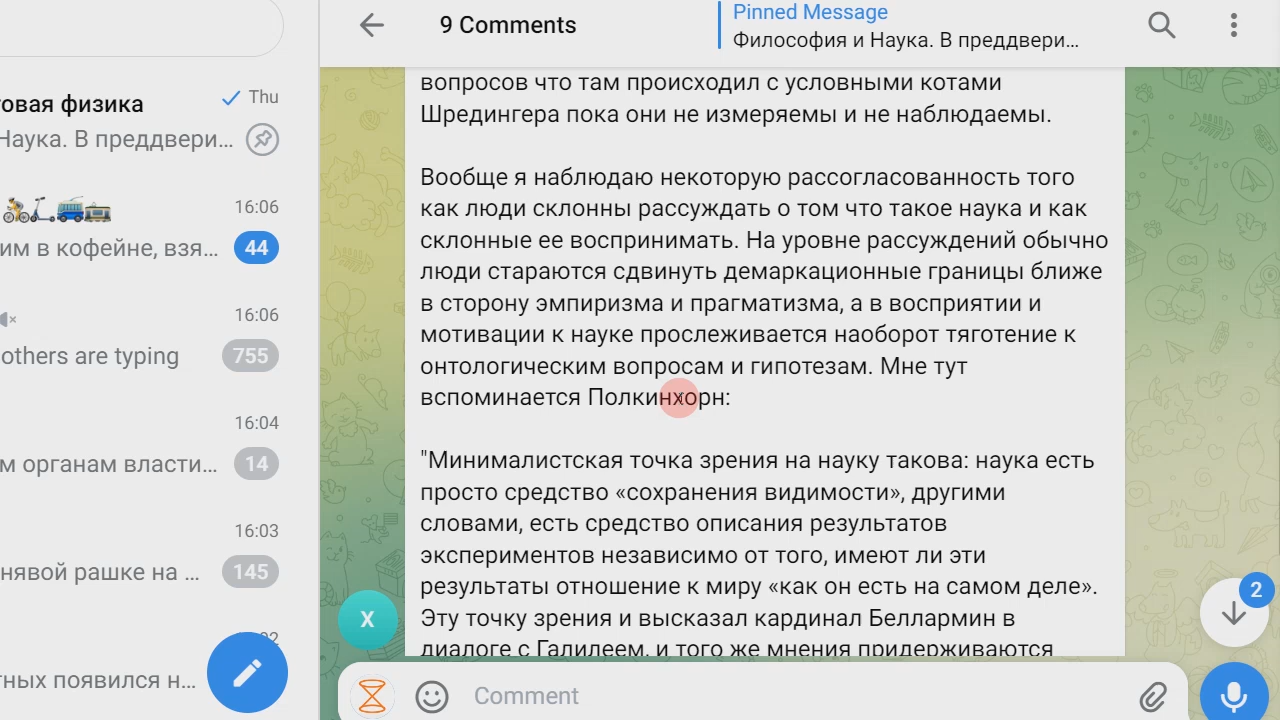 9 Comments
Pinned Message
Философия и Наука. В преддвери...
товая физика
Thu
Наука. В преддвери...
16:06
им в кофейне, взя...
44
16:06
others are typing
755
16:04
м органам власти...
14
16:03
нявой рашке на ...
145
тных появился н...
вопросов что там происходил с условными котами
Шредингера пока они не измеряемы и не наблюдаемы.
Вообще я наблюдаю некоторую рассогласованность того
как люди склонны рассуждать о том что такое наука и как
склонные ее воспринимать. На уровне рассуждений обычно
люди стараются сдвинуть демаркационные границы ближе
в сторону эмпиризма и прагматизма, а в восприятии и
мотивации к науке прослеживается наоборот тяготение к
онтологическим вопросам и гипотезам. Мне тут
вспоминается Полкинхорн:
"Минималистская точка зрения на науку такова: наука есть
просто средство «сохранения видимости», другими
словами, есть средство описания результатов
экспериментов независимо от того, имеют ли эти
результаты отношение к миру «как он есть на самом деле».
Эту точку зрения и высказал кардинал Беллармин в
диалоге с Галилеем, и того же мнения придерживаются
X
2
Comment